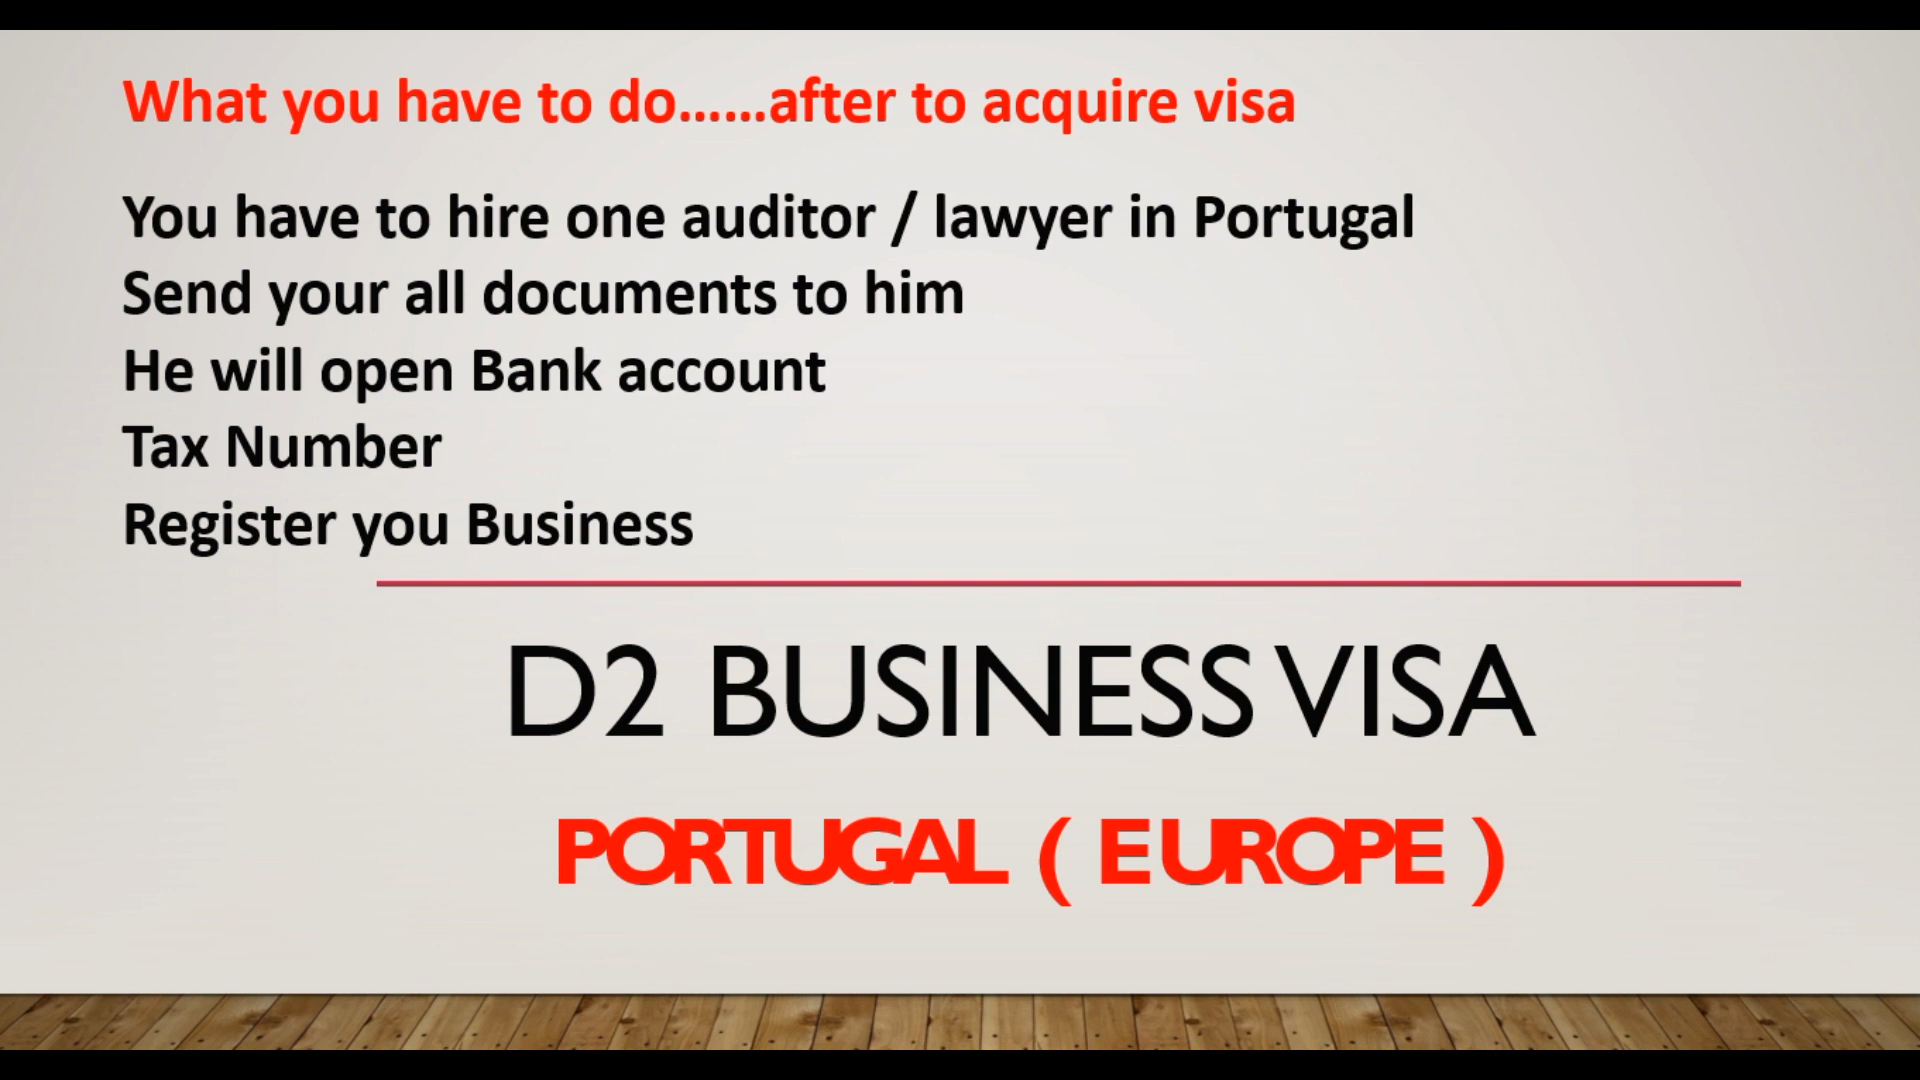 What you have to do......after to acquire visa
You have to hire one auditor / lawyer in Portugal
Send your all documents to him
He will open Bank account
Tax Number
Register you Business
D2 BUSINESS VISA
PORTUGAL ( EUROPE )